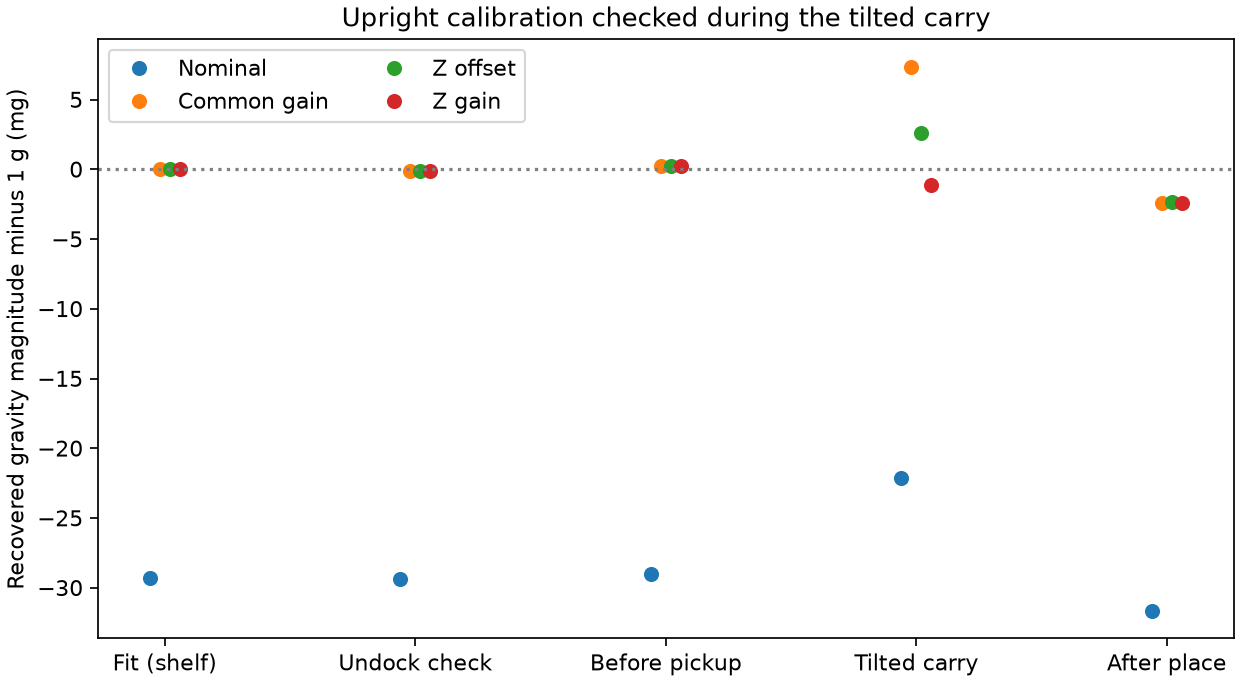 Upright calibration checked during the tilted carry
Recovered gravity magnitude minus 1 g (mg)
Nominal
Common gain
Z offset
Z gain
5
0
−5
−10
−15
−20
−25
−30
Fit (shelf)
Undock check
Before pickup
Tilted carry
After place